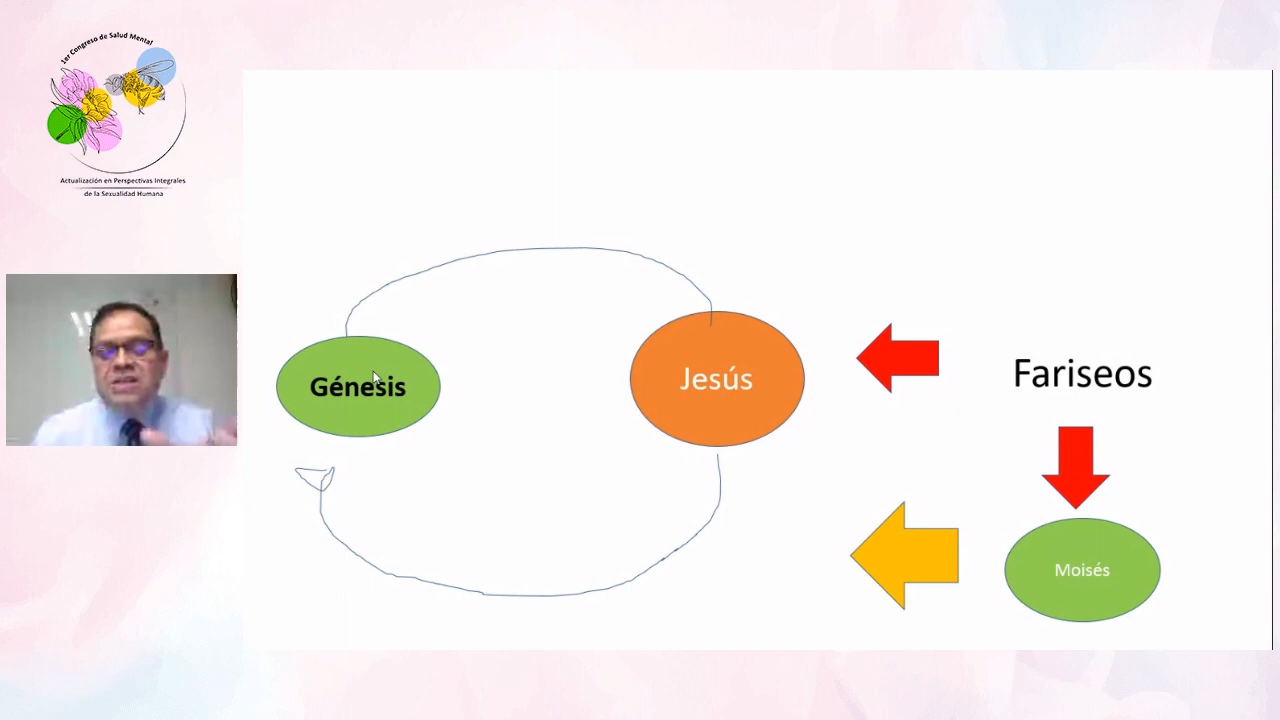 1er Congreso de Salud Mental
Actualización en Perspectivas Integrales
de la Sexualidad Humana
Génesis
Jesús
Fariseos
Moisés